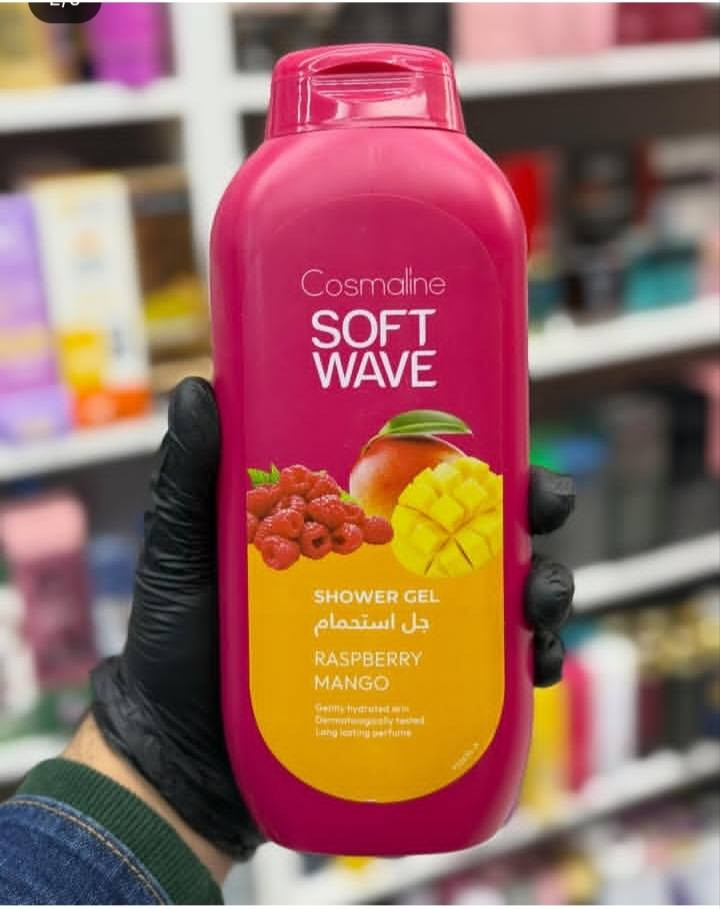 Cosmaline
SOFT
WAVE
SHOWER GEL
جل استحمام
RASPBERRY
MANGO
Gently hydrated skin
Dermatologically tested
Long lasting perfume